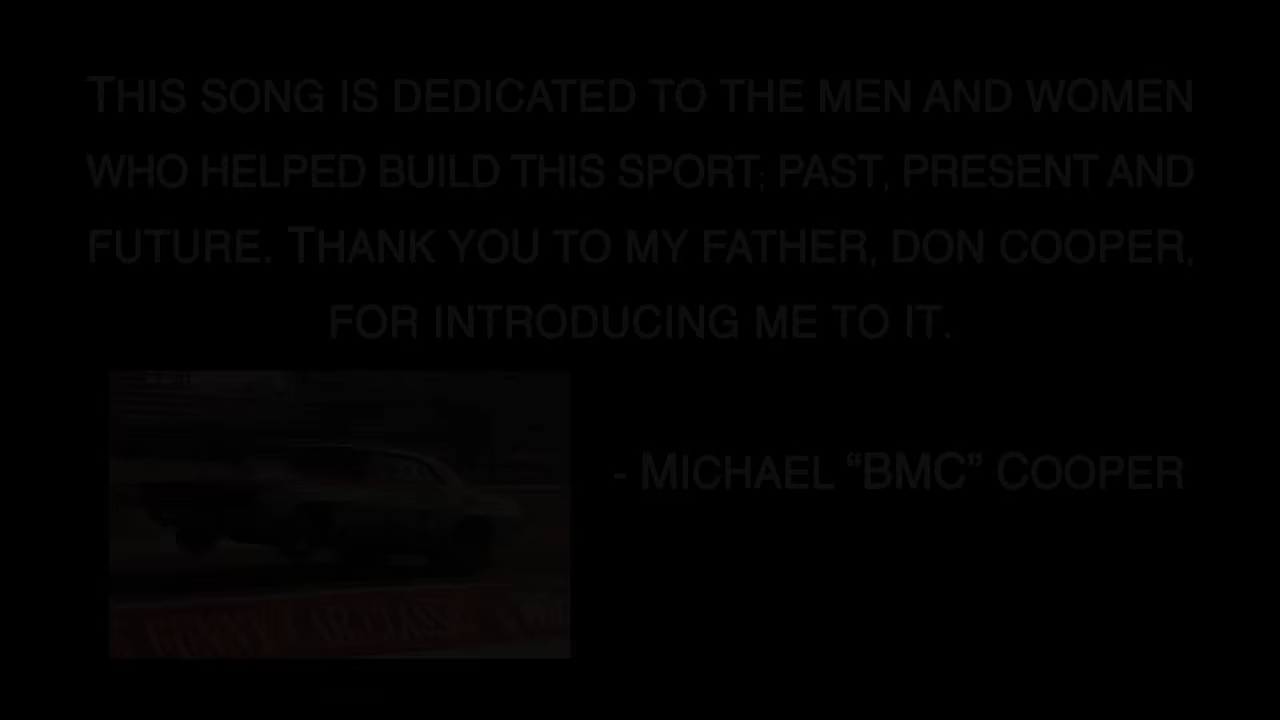 THIS SONG IS DEDICATED TO THE MEN AND WOMEN
WHO HELPED BUILD THIS SPORT; PAST, PRESENT AND
FUTURE. THANK YOU TO MY FATHER, DON COOPER,
FOR INTRODUCING ME TO IT.
- MICHAEL “BMC” COOPER